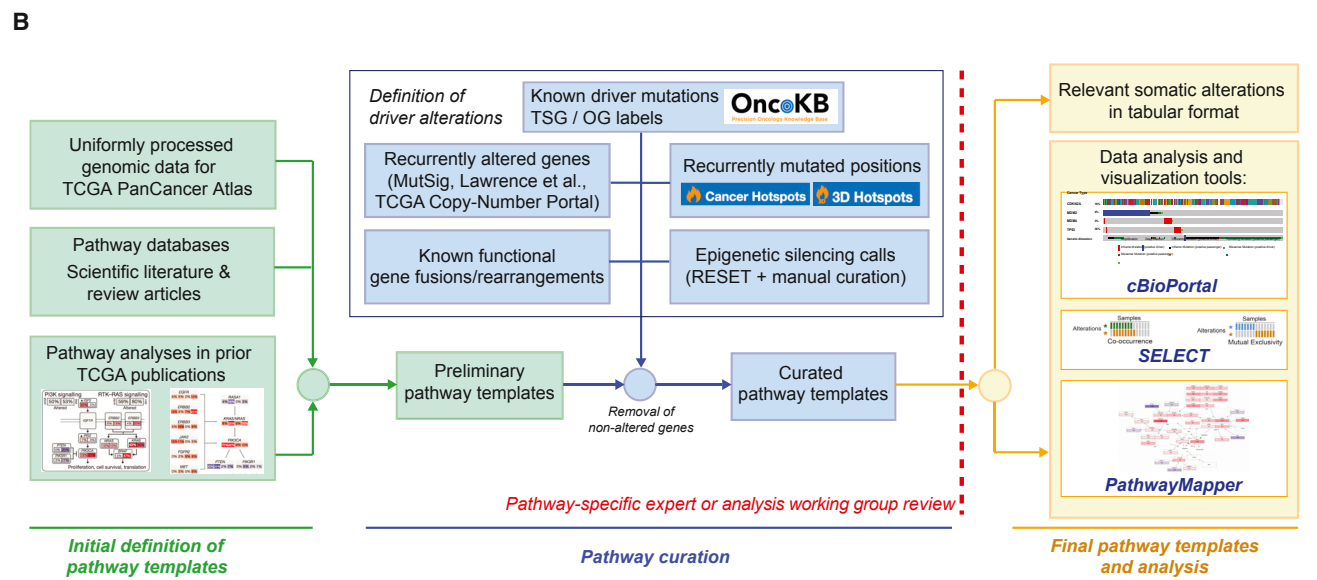 B
Uniformly processed
genomic data for
TCGA PanCancer Atlas
Pathway databases
Scientific literature &
review articles
Pathway analyses in prior
TCGA publications
PI3K signalling
RTK–RAS signalling
Altered
Altered
Proliferation, cell survival, translation
Initial definition of
pathway templates
Definition of
driver alterations
Known driver mutations
TSG / OG labels
OncoKB
Precision Oncology Knowledge Base
Recurrently altered genes
(MutSig, Lawrence et al.,
TCGA Copy-Number Portal)
Recurrently mutated positions
Cancer Hotspots
3D Hotspots
Known functional
gene fusions/rearrangements
Epigenetic silencing calls
(RESET + manual curation)
Preliminary
pathway templates
Removal of
non-altered genes
Curated
pathway templates
Pathway-specific expert or analysis working group review
Pathway curation
Relevant somatic alterations
in tabular format
Data analysis and
visualization tools:
cBioPortal
Samples
Alterations
Co-occurrence
Samples
Alterations
Mutual Exclusivity
SELECT
PathwayMapper
Final pathway templates
and analysis